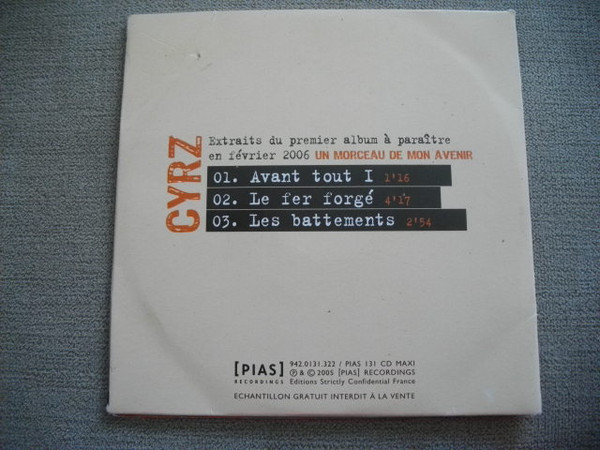 CYRZ
Extraits du premier album à paraître
en février 2006 UN MORCEAU DE MON AVENIR
01. Avant tout I 1'16
02. Le fer forgé 4'17
03. Les battements 2'54
[PIAS] 942.0131.322 / PIAS 131 CD MAXI
RECORDINGS ℗ & © 2005 [PIAS] RECORDINGS
Editions Strictly Confidential France
ECHANTILLON GRATUIT INTERDIT À LA VENTE